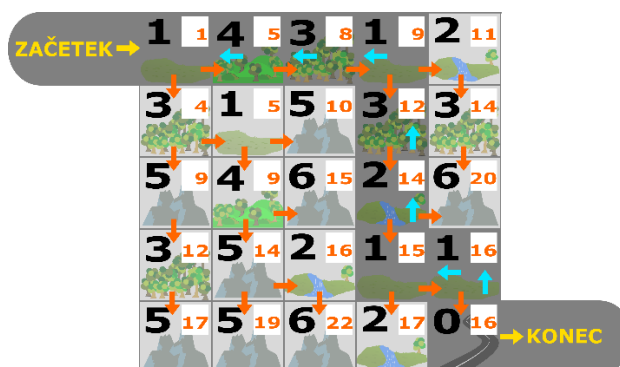 1 1 4 5 3 8 1 9 2 11
ZAČETEK
3 4 1 5 5 10 3 12 3 14
5 9 4 9 6 15 2 14 6 20
3 12 5 14 2 16 1 15 1 16
5 17 5 19 6 22 2 17 0 16
KONEC